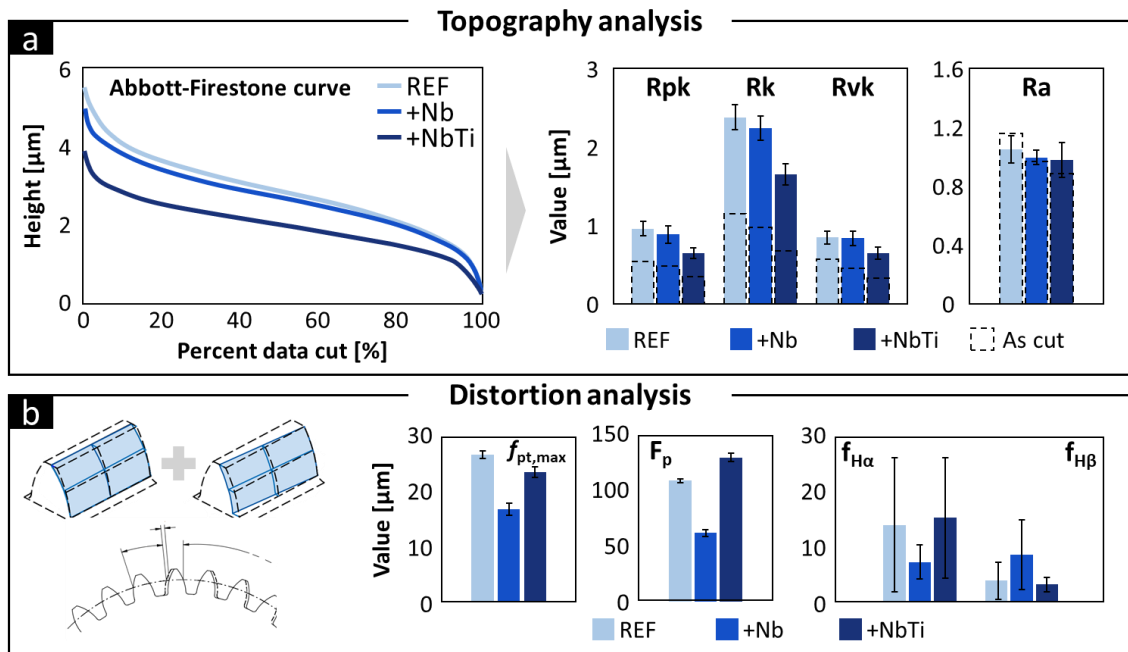 Topography analysis
a
Abbott-Firestone curve
REF
+Nb
+NbTi
Height [µm]
6
4
2
0
0 20 40 60 80 100
Percent data cut [%]
Value [µm]
3
2
1
0
Rpk Rk Rvk
1.6
1.2
0.8
0.4
0
Ra
REF +Nb +NbTi As cut
Distortion analysis
b
Value [µm]
30
20
10
0
fpt,max
150
100
50
0
Fp
30
20
10
0
fHα fHβ
REF +Nb +NbTi